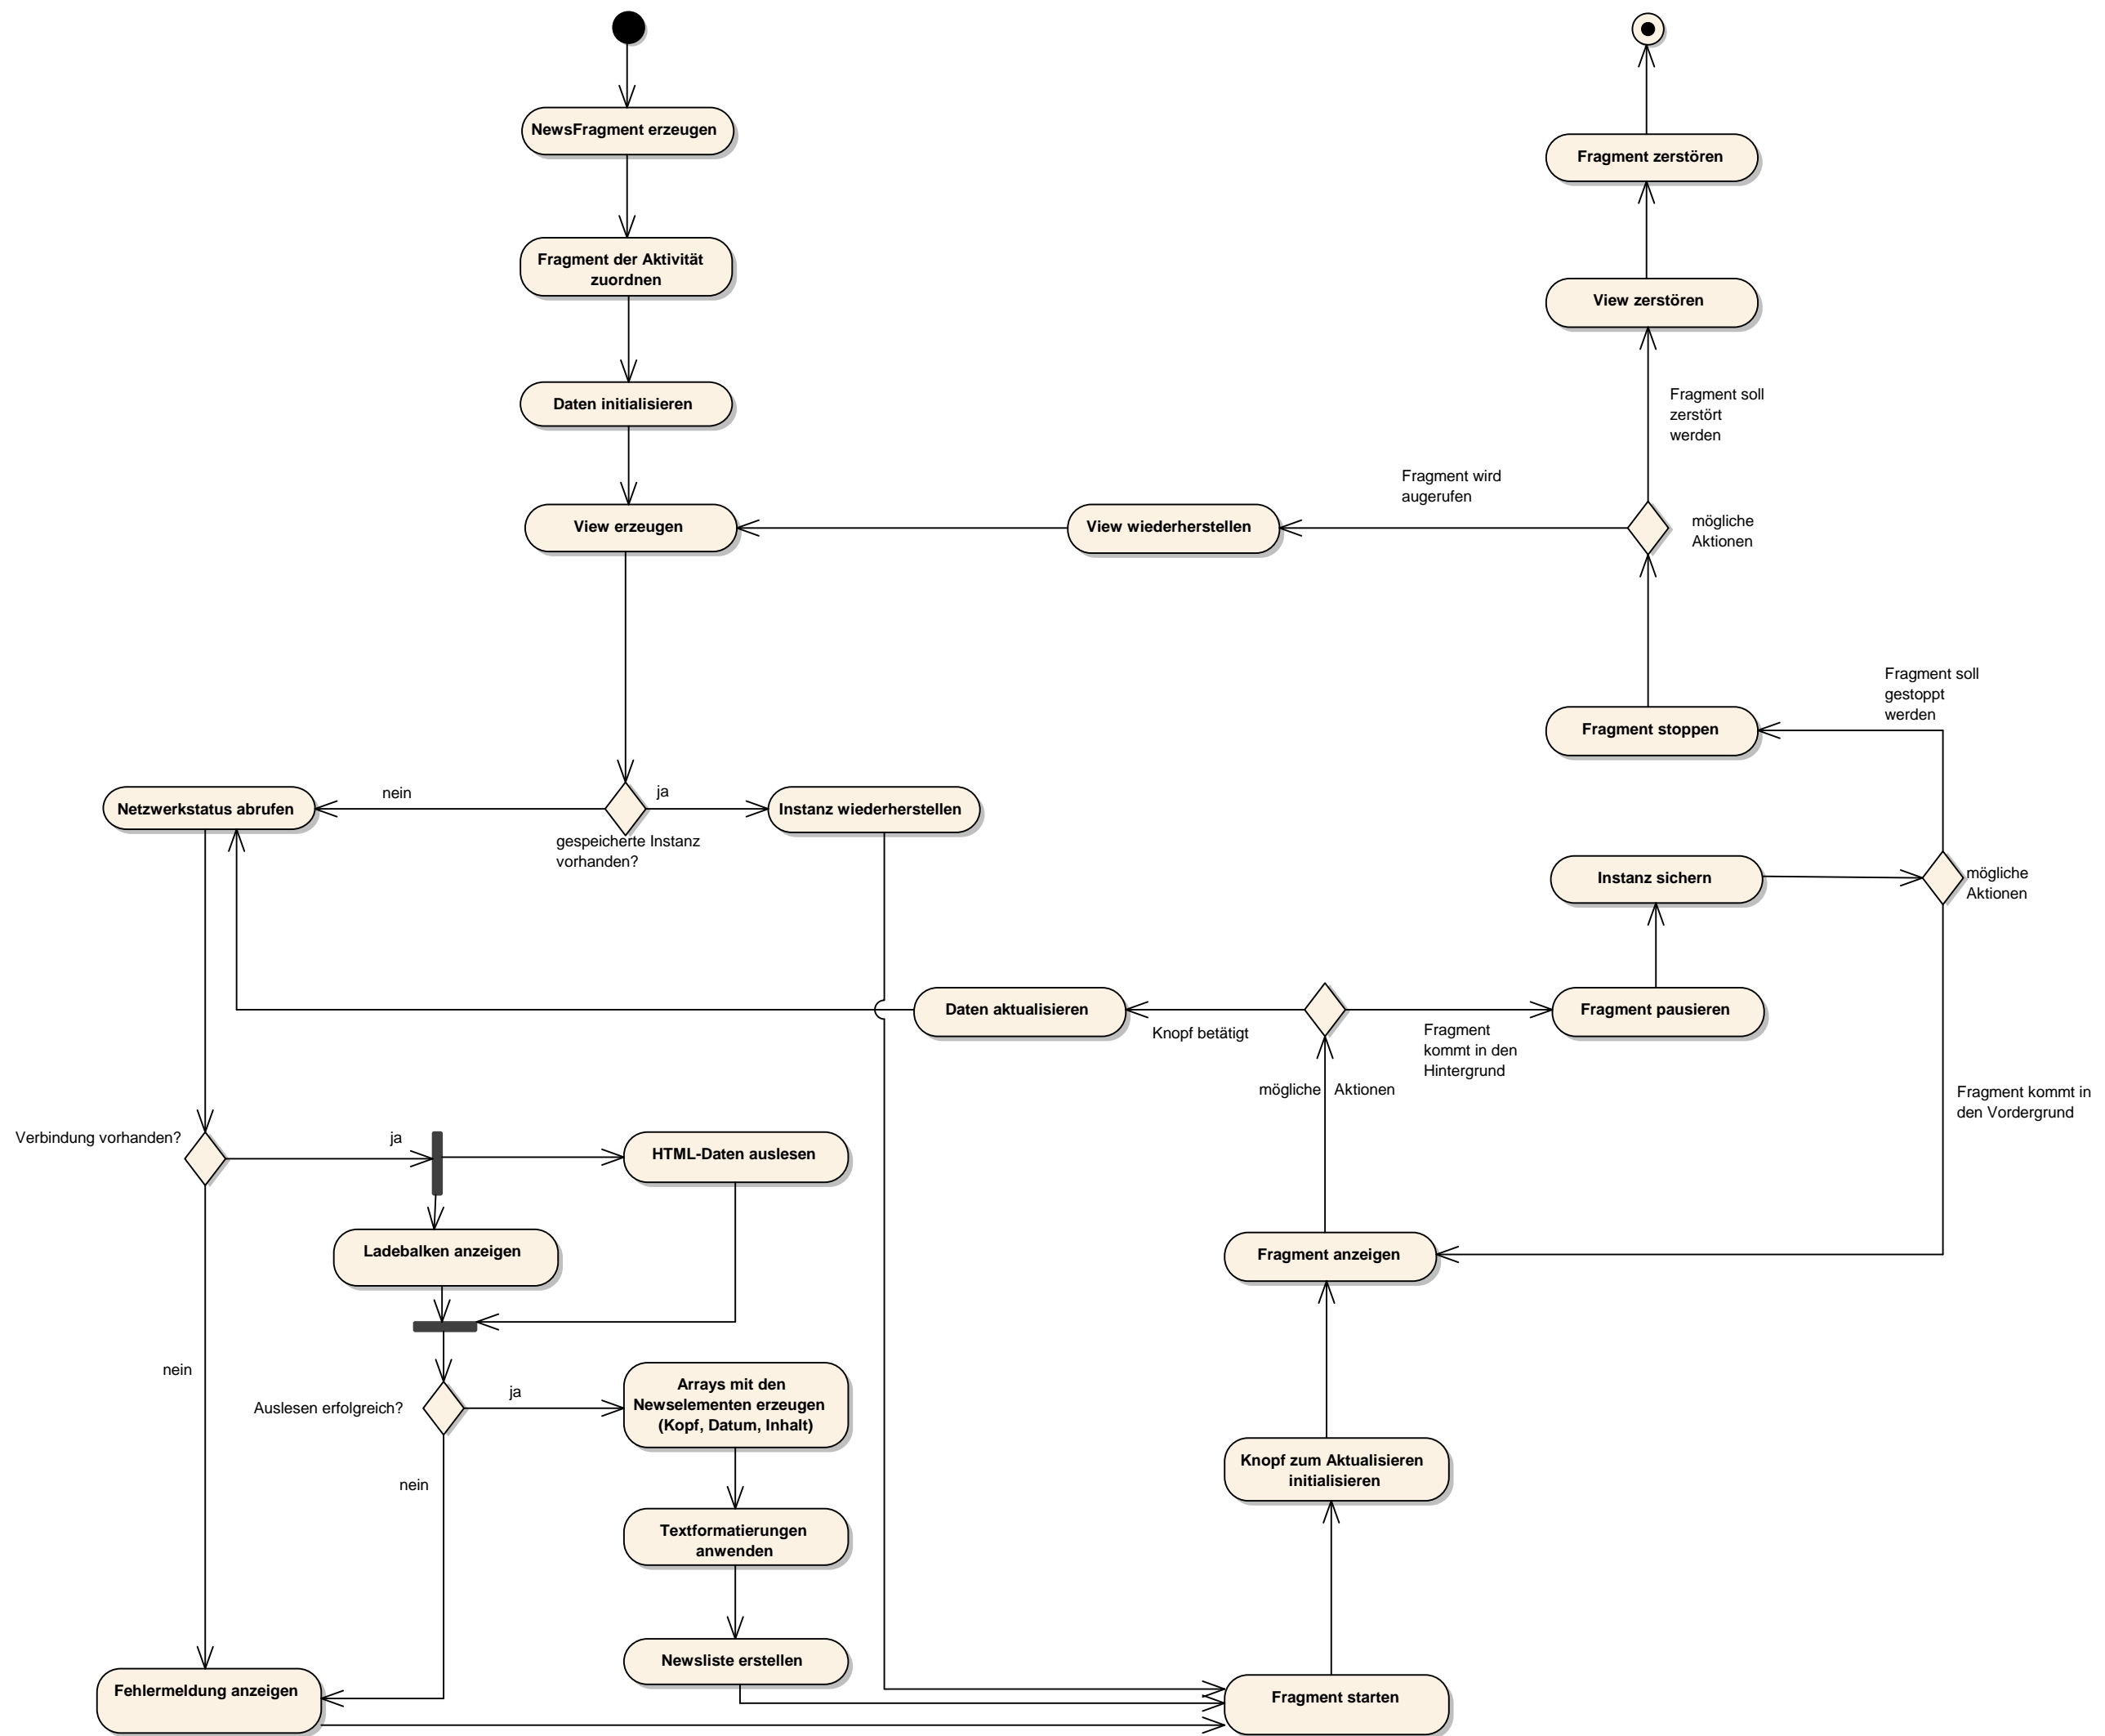 NewsFragment erzeugen
Fragment der Aktivität
zuordnen
Daten initialisieren
View erzeugen
Fragment zerstören
View zerstören
Fragment soll
zerstört
werden
Fragment wird
augerufen
View wiederherstellen
mögliche
Aktionen
Fragment soll
gestoppt
werden
Fragment stoppen
nein
ja
Netzwerkstatus abrufen
Instanz wiederherstellen
gespeicherte Instanz
vorhanden?
Instanz sichern
mögliche
Aktionen
Daten aktualisieren
Knopf betätigt
Fragment
kommt in den
Hintergrund
Fragment pausieren
mögliche Aktionen
Fragment kommt in
den Vordergrund
Verbindung vorhanden?
ja
HTML-Daten auslesen
Ladebalken anzeigen
Fragment anzeigen
nein
Auslesen erfolgreich?
ja
Arrays mit den
Newselementen erzeugen
(Kopf, Datum, Inhalt)
nein
Knopf zum Aktualisieren
initialisieren
Textformatierungen
anwenden
Newsliste erstellen
Fehlermeldung anzeigen
Fragment starten